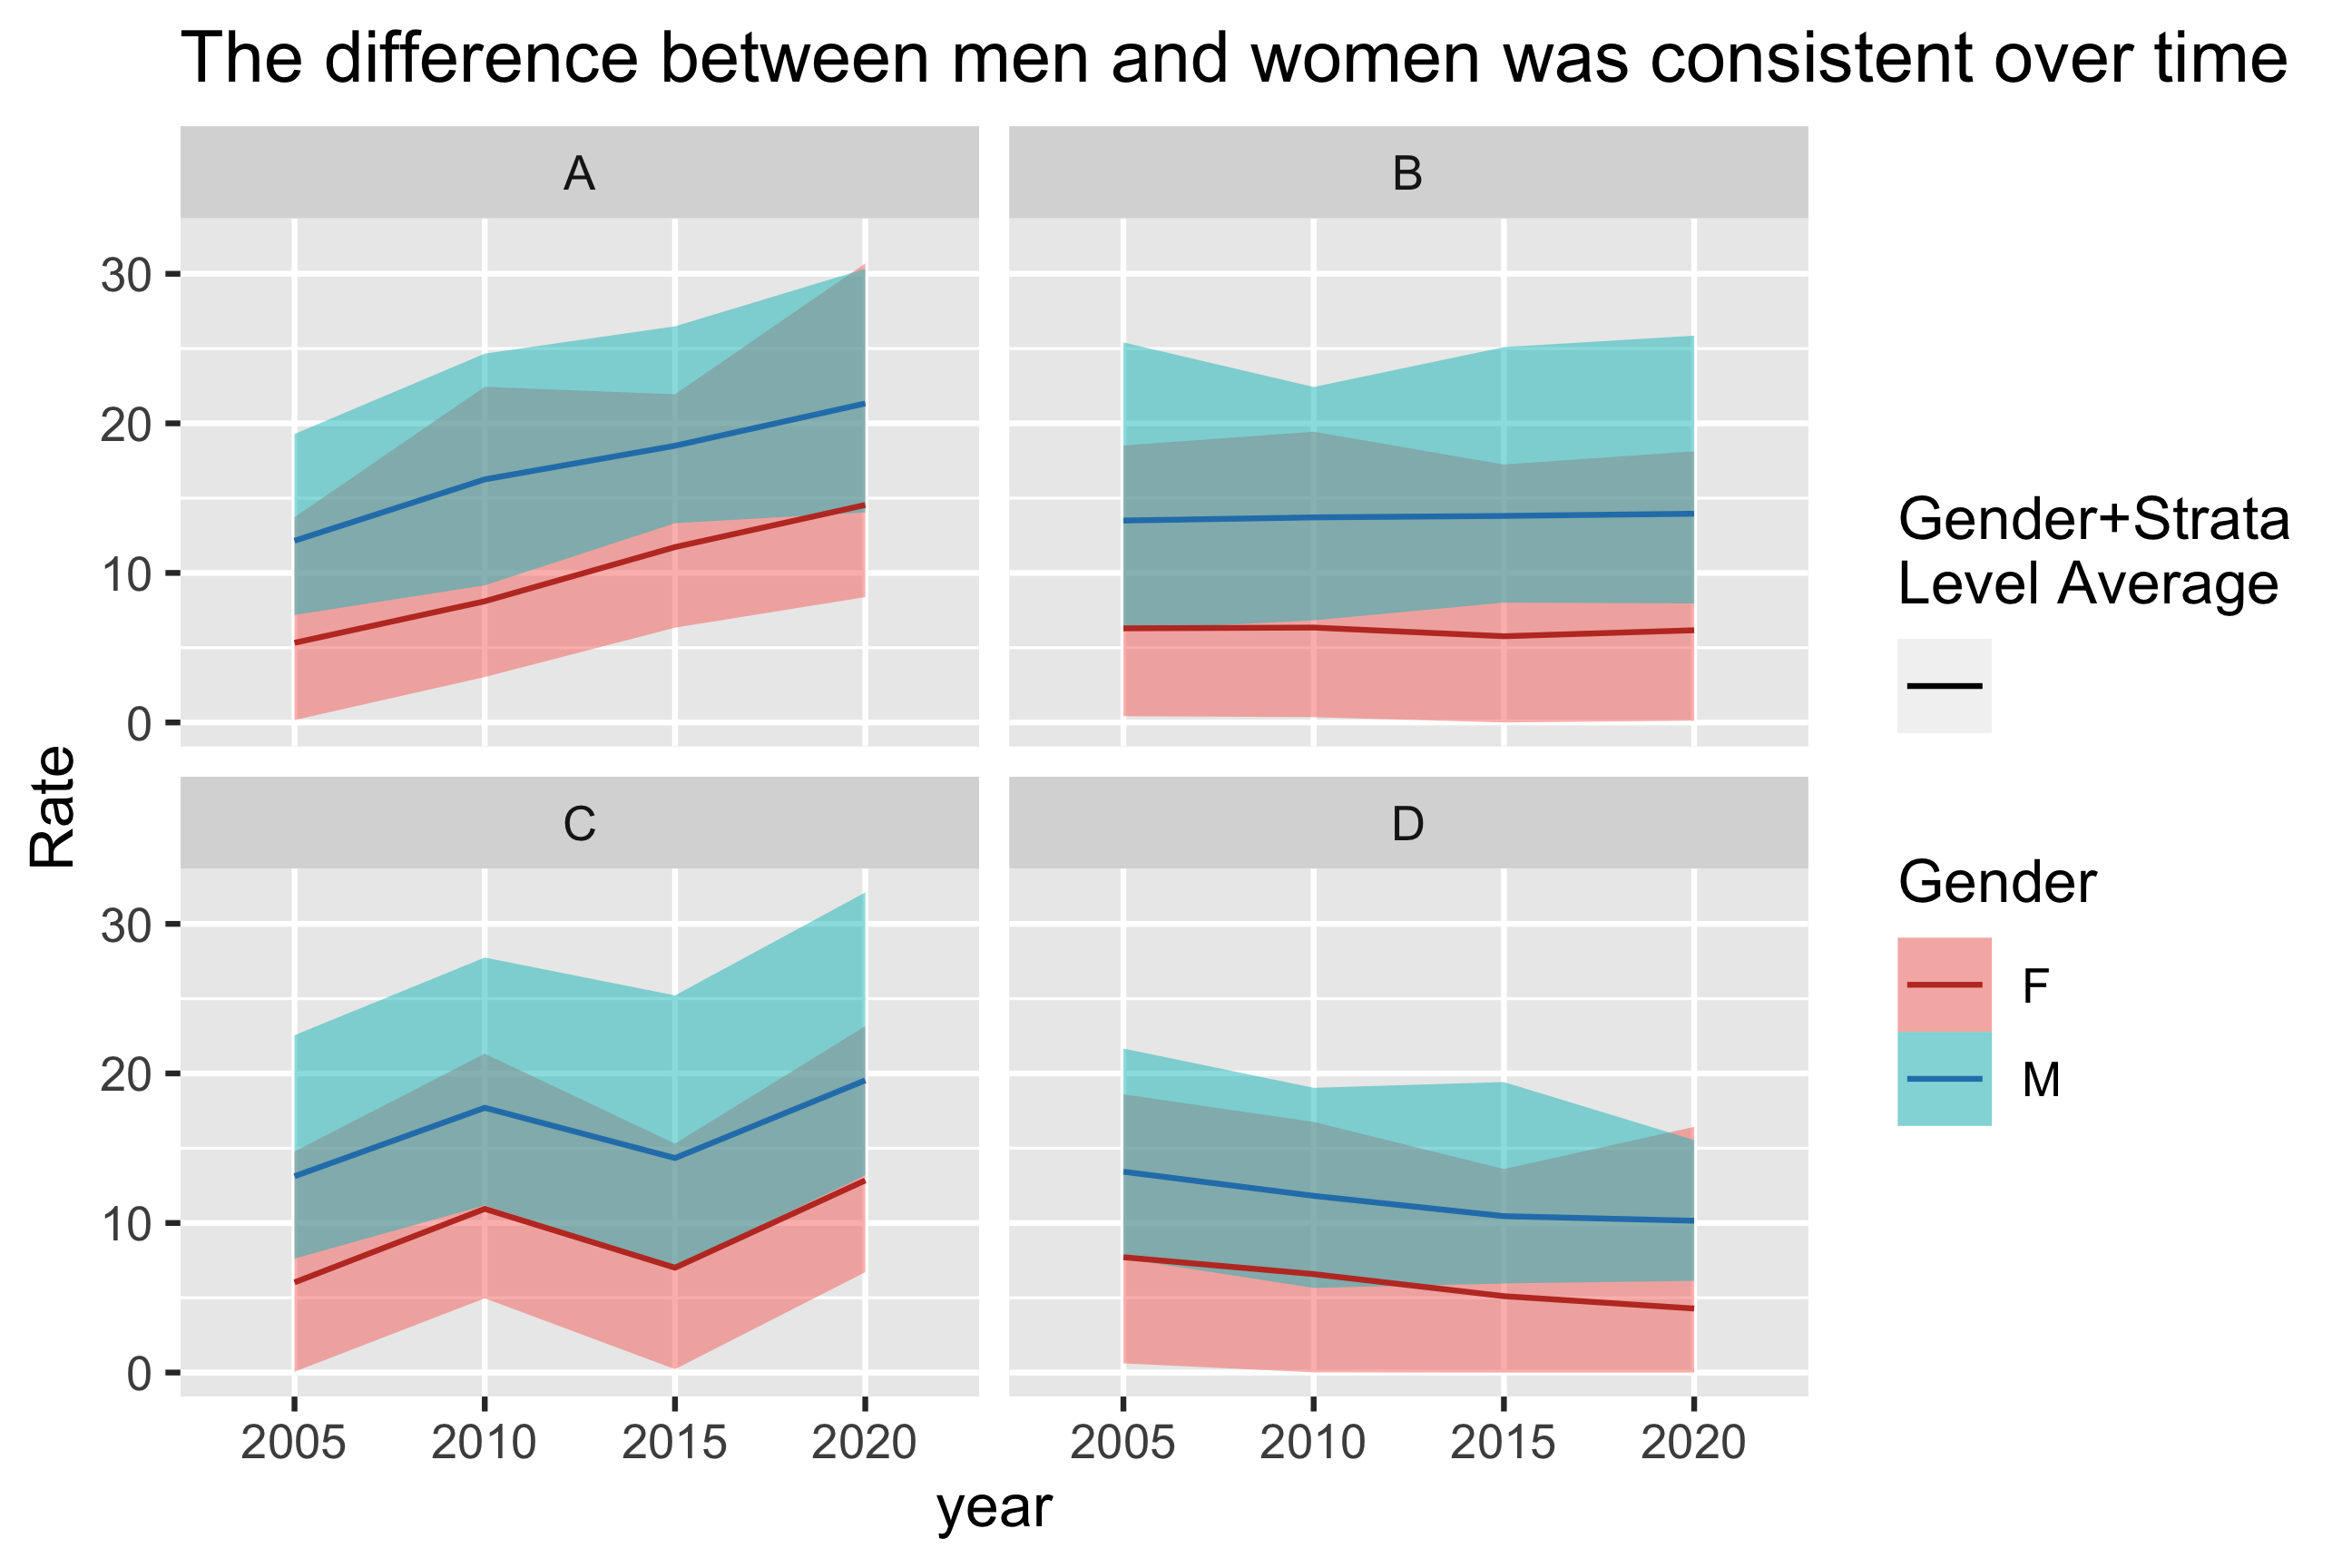 The difference between men and women was consistent over time
A
B
30
20
10
0
Rate
C
D
30
20
10
0
2005 2010 2015 2020
2005 2010 2015 2020
year
Gender+Strata
Level Average
Gender
F
M